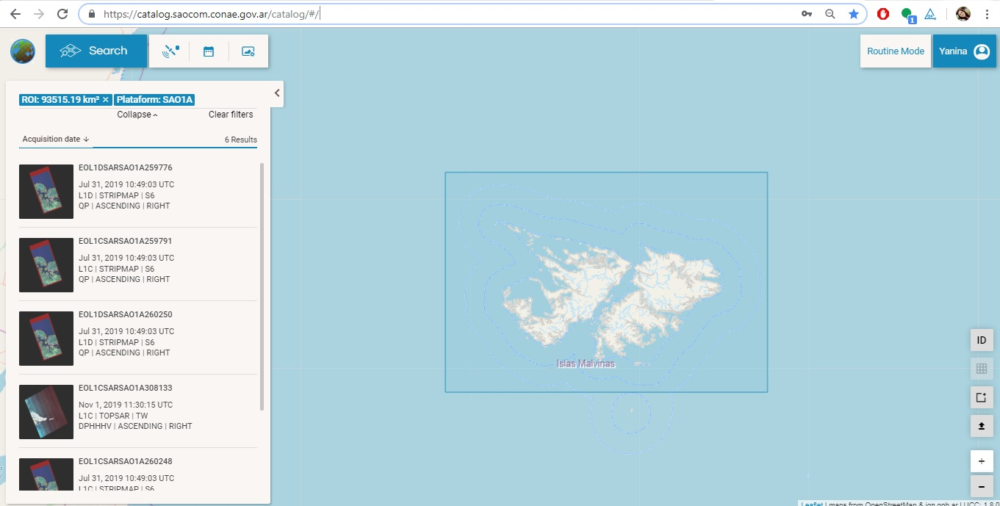 https://catalog.saocom.conae.gov.ar/catalog/#/
1
Search
Routine Mode
Yanina
ROI: 93515.19 km² ×
Plataform: SAO1A
Collapse
Clear filters
Acquisition date
6 Results
EOL1DSARSAO1A259776
Jul 31, 2019 10:49:03 UTC
L1D | STRIPMAP | S6
QP | ASCENDING | RIGHT
EOL1CSARSAO1A259791
Jul 31, 2019 10:49:03 UTC
L1C | STRIPMAP | S6
QP | ASCENDING | RIGHT
EOL1DSARSAO1A260250
Jul 31, 2019 10:49:03 UTC
L1D | STRIPMAP | S6
QP | ASCENDING | RIGHT
EOL1CSARSAO1A308133
Nov 1, 2019 11:30:15 UTC
L1C | TOPSAR | TW
DPHHHV | ASCENDING | RIGHT
EOL1CSARSAO1A260248
Jul 31, 2019 10:49:03 UTC
L1C | STRIPMAP | S6
Islas Malvinas
ID
+
−
Leaflet | maps from OpenStreetMap & ign.gob.ar | UCC: 1.8.0